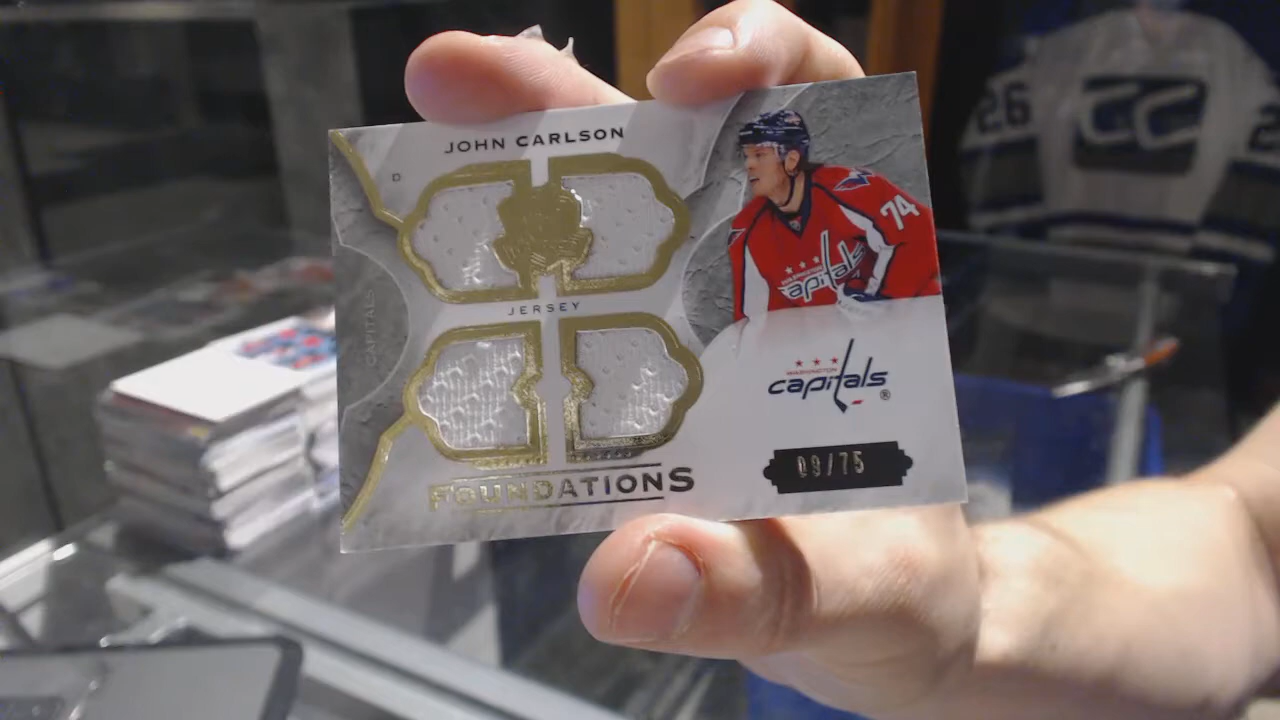 JOHN CARLSON
D
JERSEY
CAPITALS
FOUNDATIONS
74
WASHINGTON
capitals
WASHINGTON
capitals
®
09/75
26